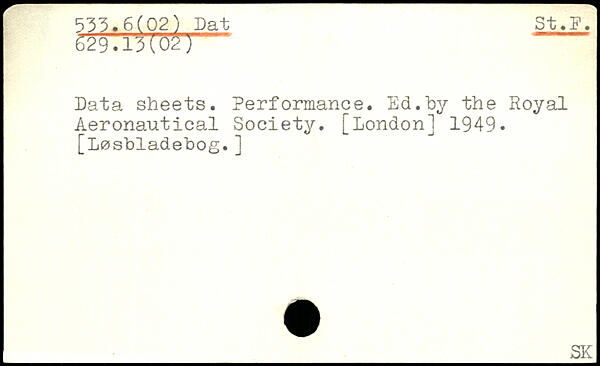 533.6(02) Dat St.F.
629.13(02)
Data sheets. Performance. Ed.by the Royal
Aeronautical Society. [London] 1949.
[Løsbladebog.]
SK